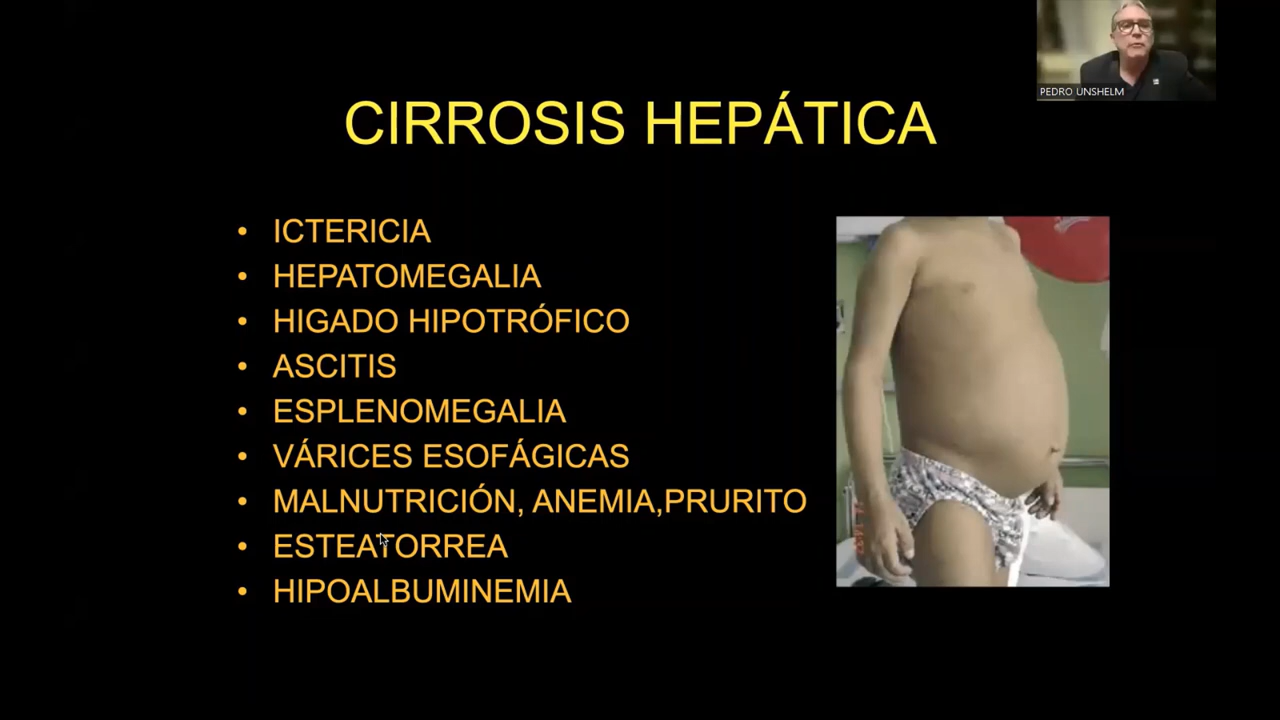 PEDRO UNSHELM
CIRROSIS HEPÁTICA
• ICTERICIA
• HEPATOMEGALIA
• HIGADO HIPOTRÓFICO
• ASCITIS
• ESPLENOMEGALIA
• VÁRICES ESOFÁGICAS
• MALNUTRICIÓN, ANEMIA,PRURITO
• ESTEATORREA
• HIPOALBUMINEMIA